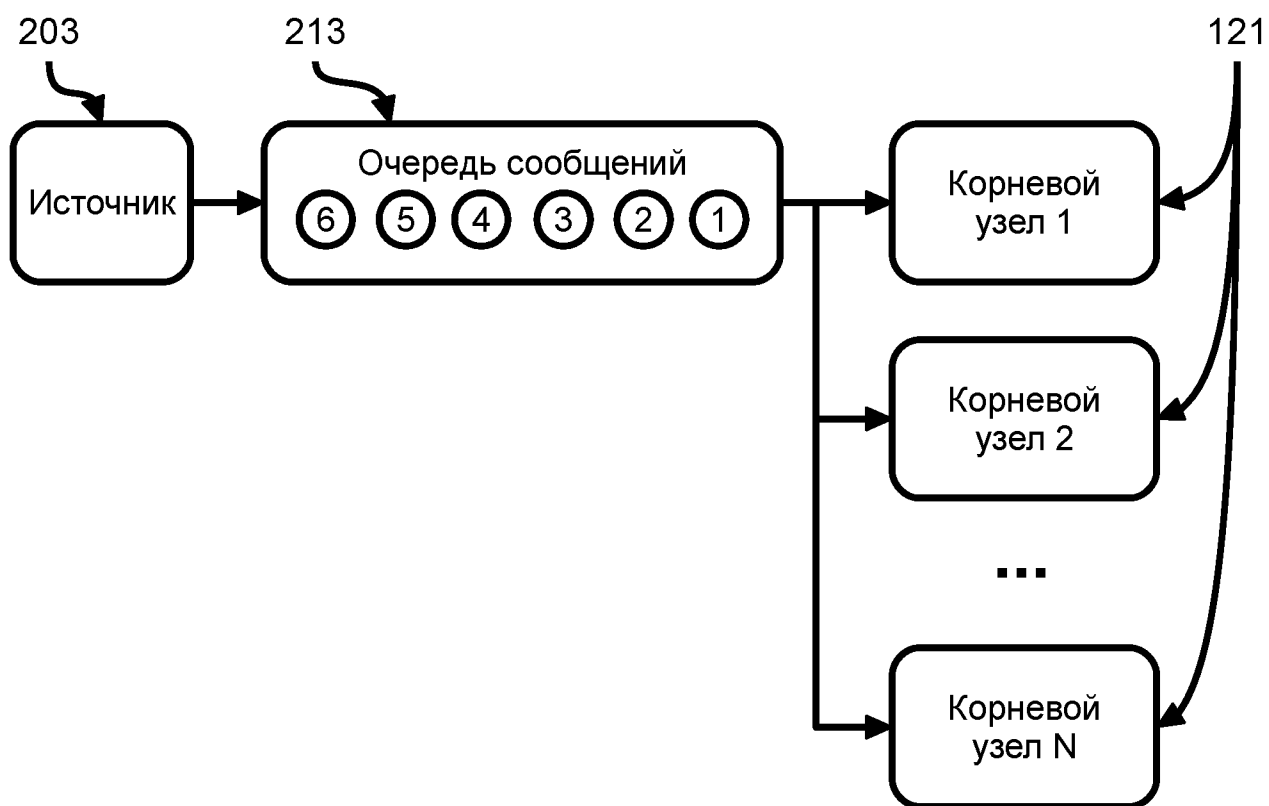 203
213
121
Источник
Очередь сообщений
6 5 4 3 2 1
Корневой
узел 1
Корневой
узел 2
...
Корневой
узел N